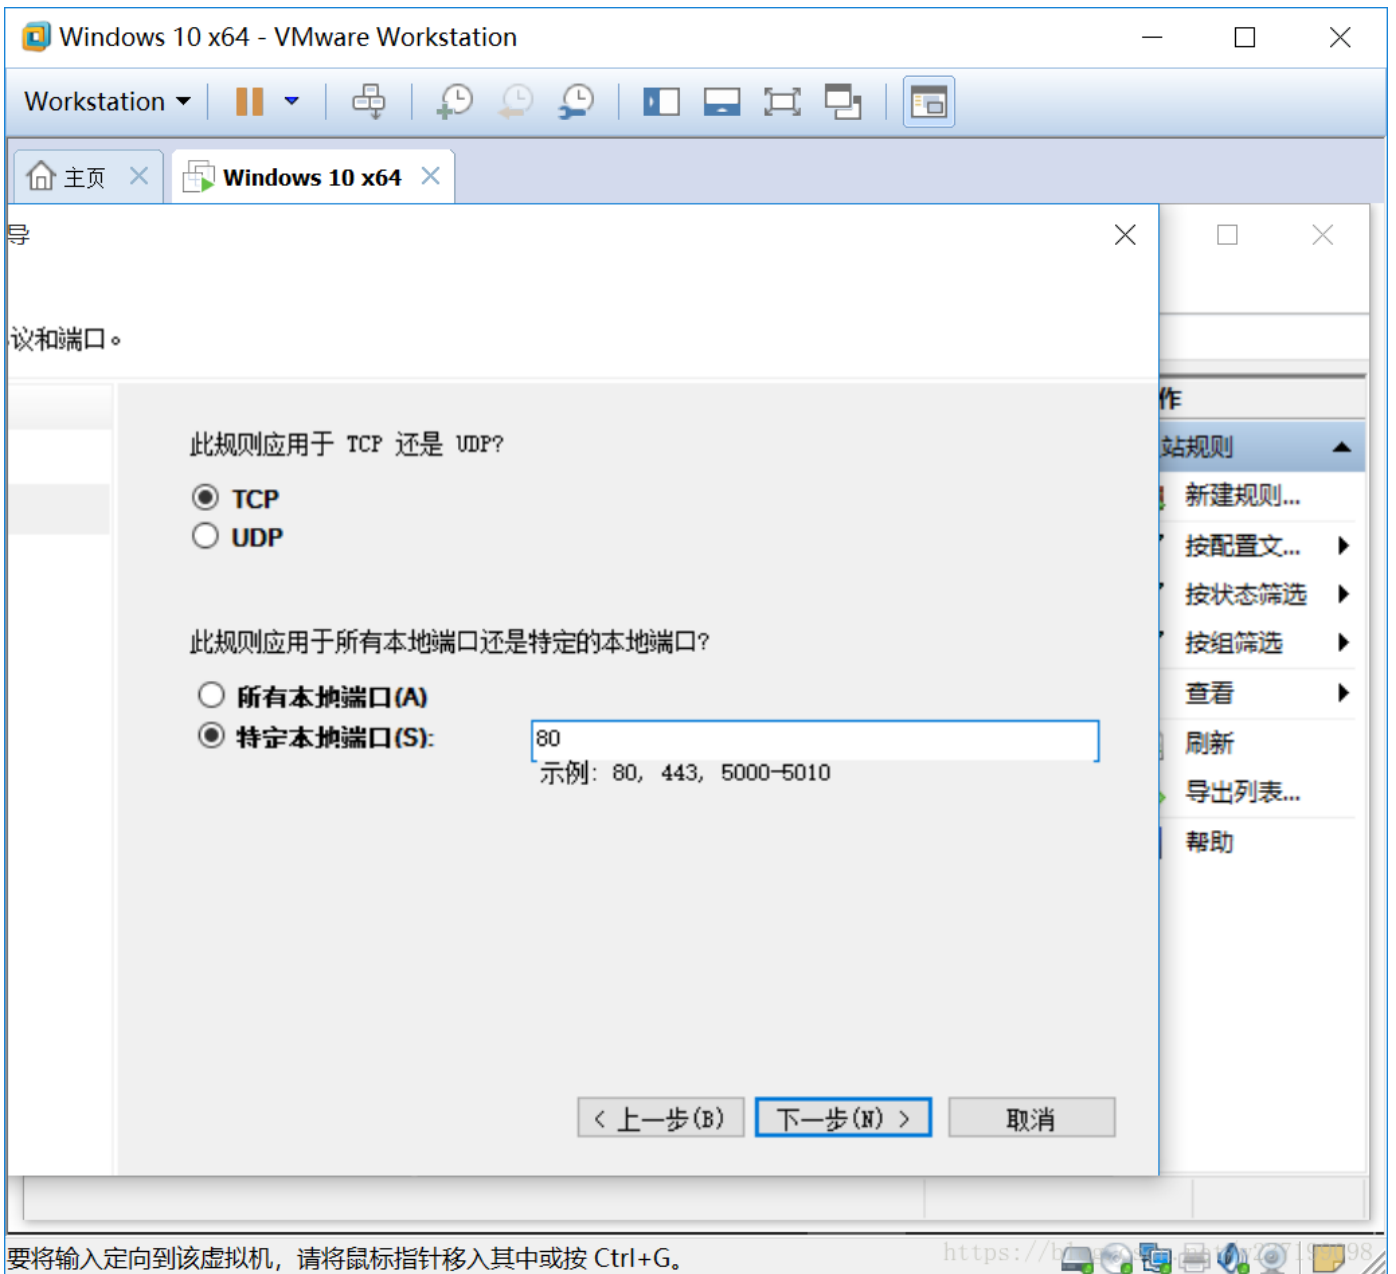 Windows 10 x64 - VMware Workstation
Workstation
主页
Windows 10 x64
导
议和端口。
此规则应用于 TCP 还是 UDP?
TCP
UDP
此规则应用于所有本地端口还是特定的本地端口?
所有本地端口(A)
特定本地端口(S):
80
示例: 80, 443, 5000-5010
< 上一步(B)
下一步(N) >
取消
作
站规则
新建规则...
按配置文...
按状态筛选
按组筛选
查看
刷新
导出列表...
帮助
要将输入定向到该虚拟机，请将鼠标指针移入其中或按 Ctrl+G。